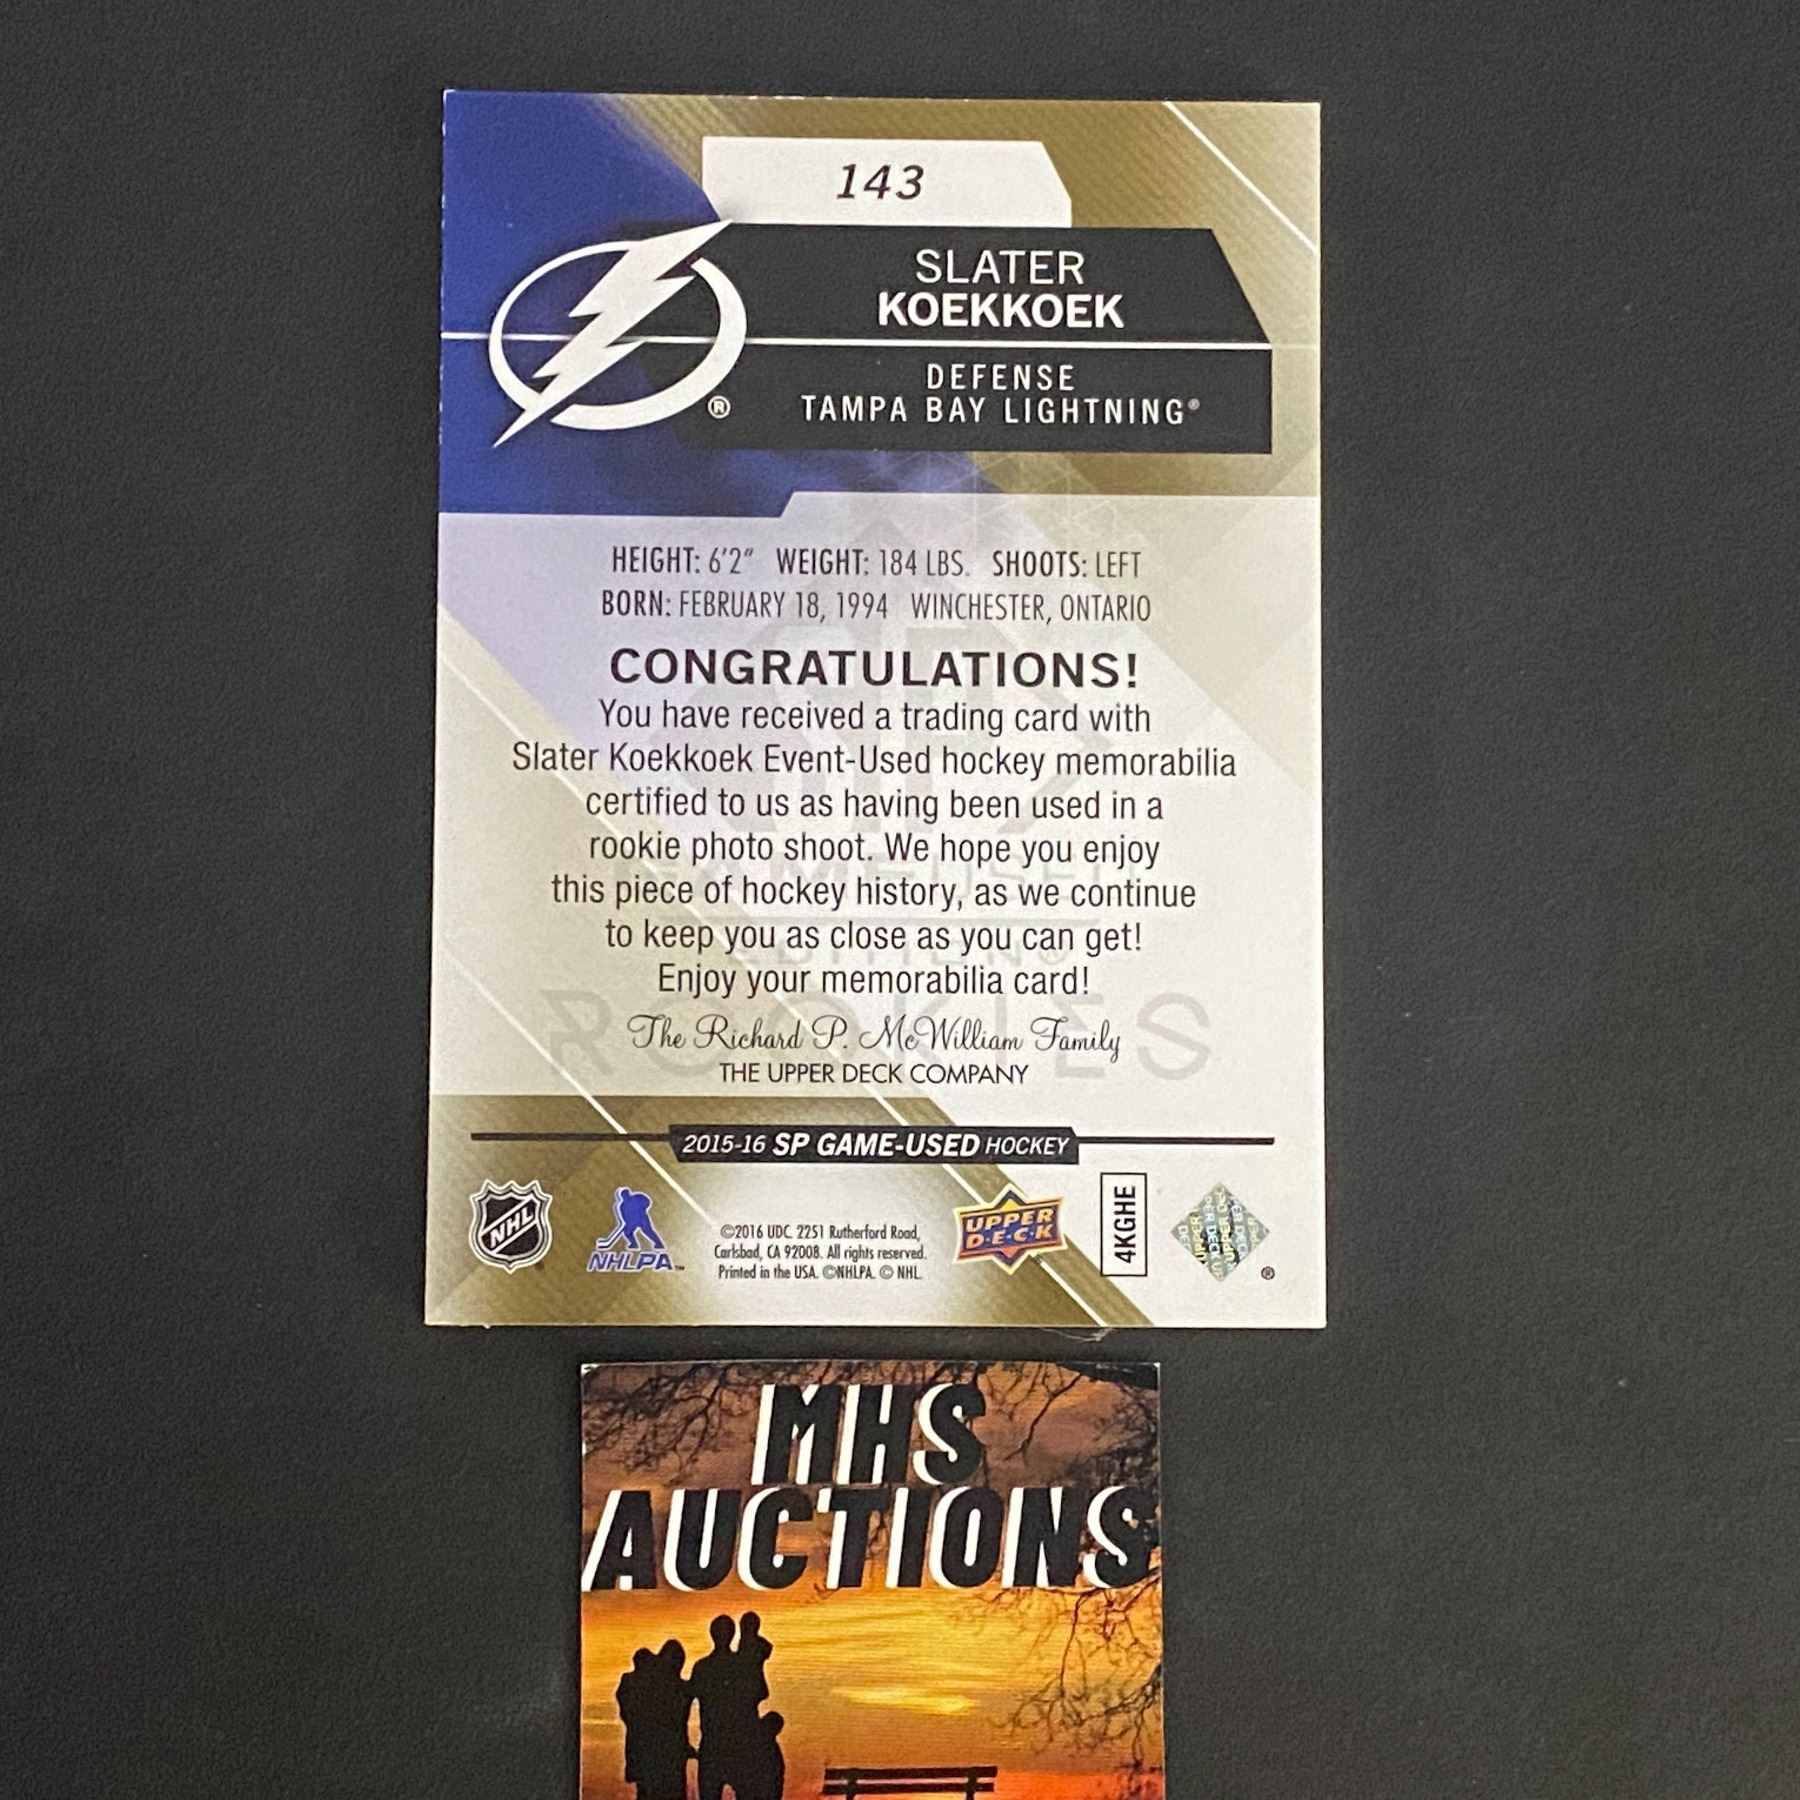 143
SLATER
KOEKKOEK
DEFENSE
TAMPA BAY LIGHTNING®
®
HEIGHT: 6'2" WEIGHT: 184 LBS. SHOOTS: LEFT
BORN: FEBRUARY 18, 1994 WINCHESTER, ONTARIO
CONGRATULATIONS!
You have received a trading card with
Slater Koekkoek Event-Used hockey memorabilia
certified to us as having been used in a
rookie photo shoot. We hope you enjoy
this piece of hockey history, as we continue
to keep you as close as you can get!
Enjoy your memorabilia card!
ROOKIES
The Richard P. McWilliam Family
THE UPPER DECK COMPANY
2015-16 SP GAME-USED HOCKEY
NHL
NHLPA™
©2016 UDC. 2251 Rutherford Road,
Carlsbad, CA 92008. All rights reserved.
Printed in the USA. ©NHLPA. © NHL.
UPPER
D·E·C·K
4KGHE
®
MHS
AUCTIONS